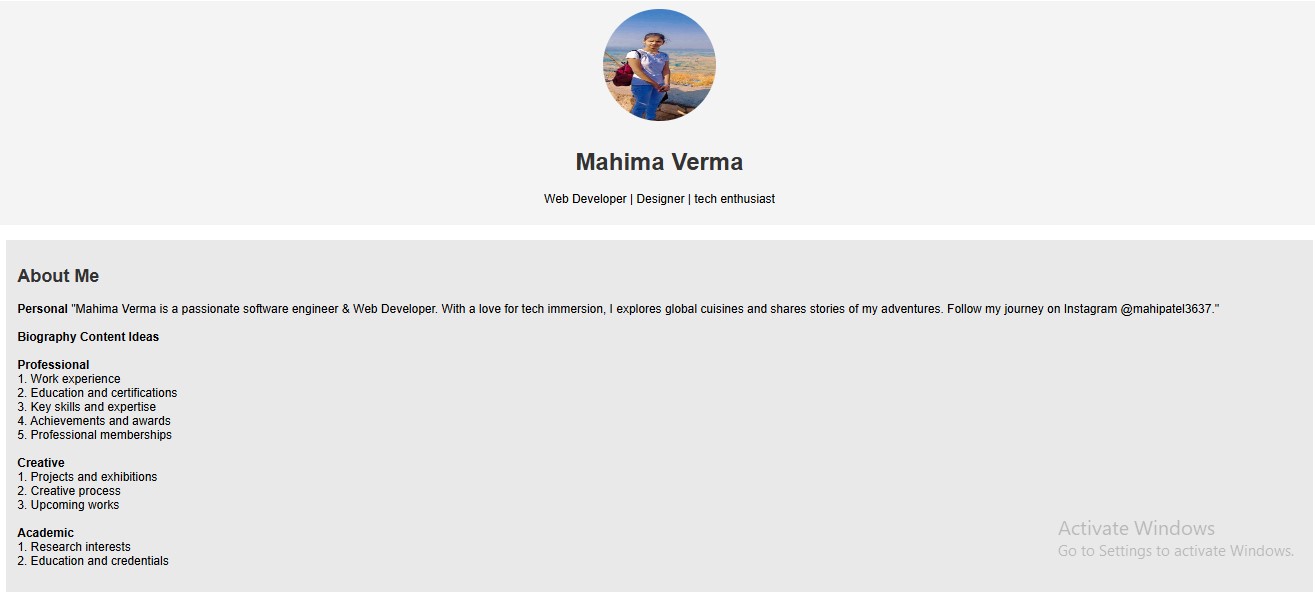 Mahima Verma
Web Developer | Designer | tech enthusiast
About Me
Personal "Mahima Verma is a passionate software engineer & Web Developer. With a love for tech immersion, I explores global cuisines and shares stories of my adventures. Follow my journey on Instagram @mahipatel3637."
Biography Content Ideas
Professional
1. Work experience
2. Education and certifications
3. Key skills and expertise
4. Achievements and awards
5. Professional memberships
Creative
1. Projects and exhibitions
2. Creative process
3. Upcoming works
Academic
1. Research interests
2. Education and credentials
Activate Windows
Go to Settings to activate Windows.